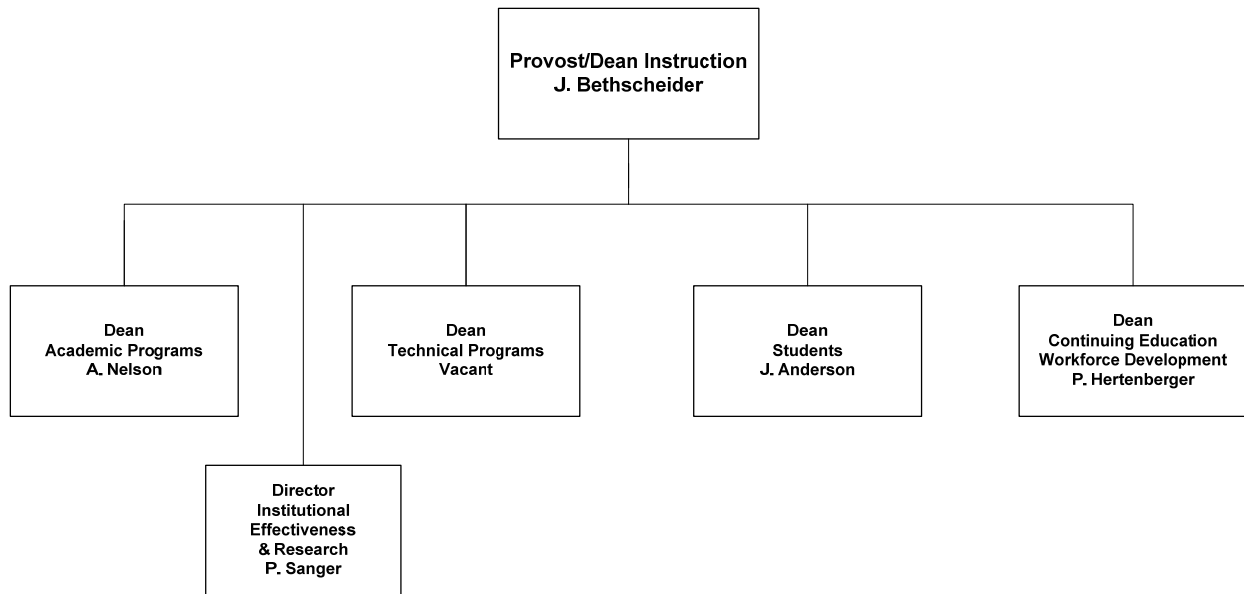 Provost/Dean Instruction
J. Bethscheider
Dean
Academic Programs
A. Nelson
Dean
Technical Programs
Vacant
Dean
Students
J. Anderson
Dean
Continuing Education
Workforce Development
P. Hertenberger
Director
Institutional
Effectiveness
& Research
P. Sanger